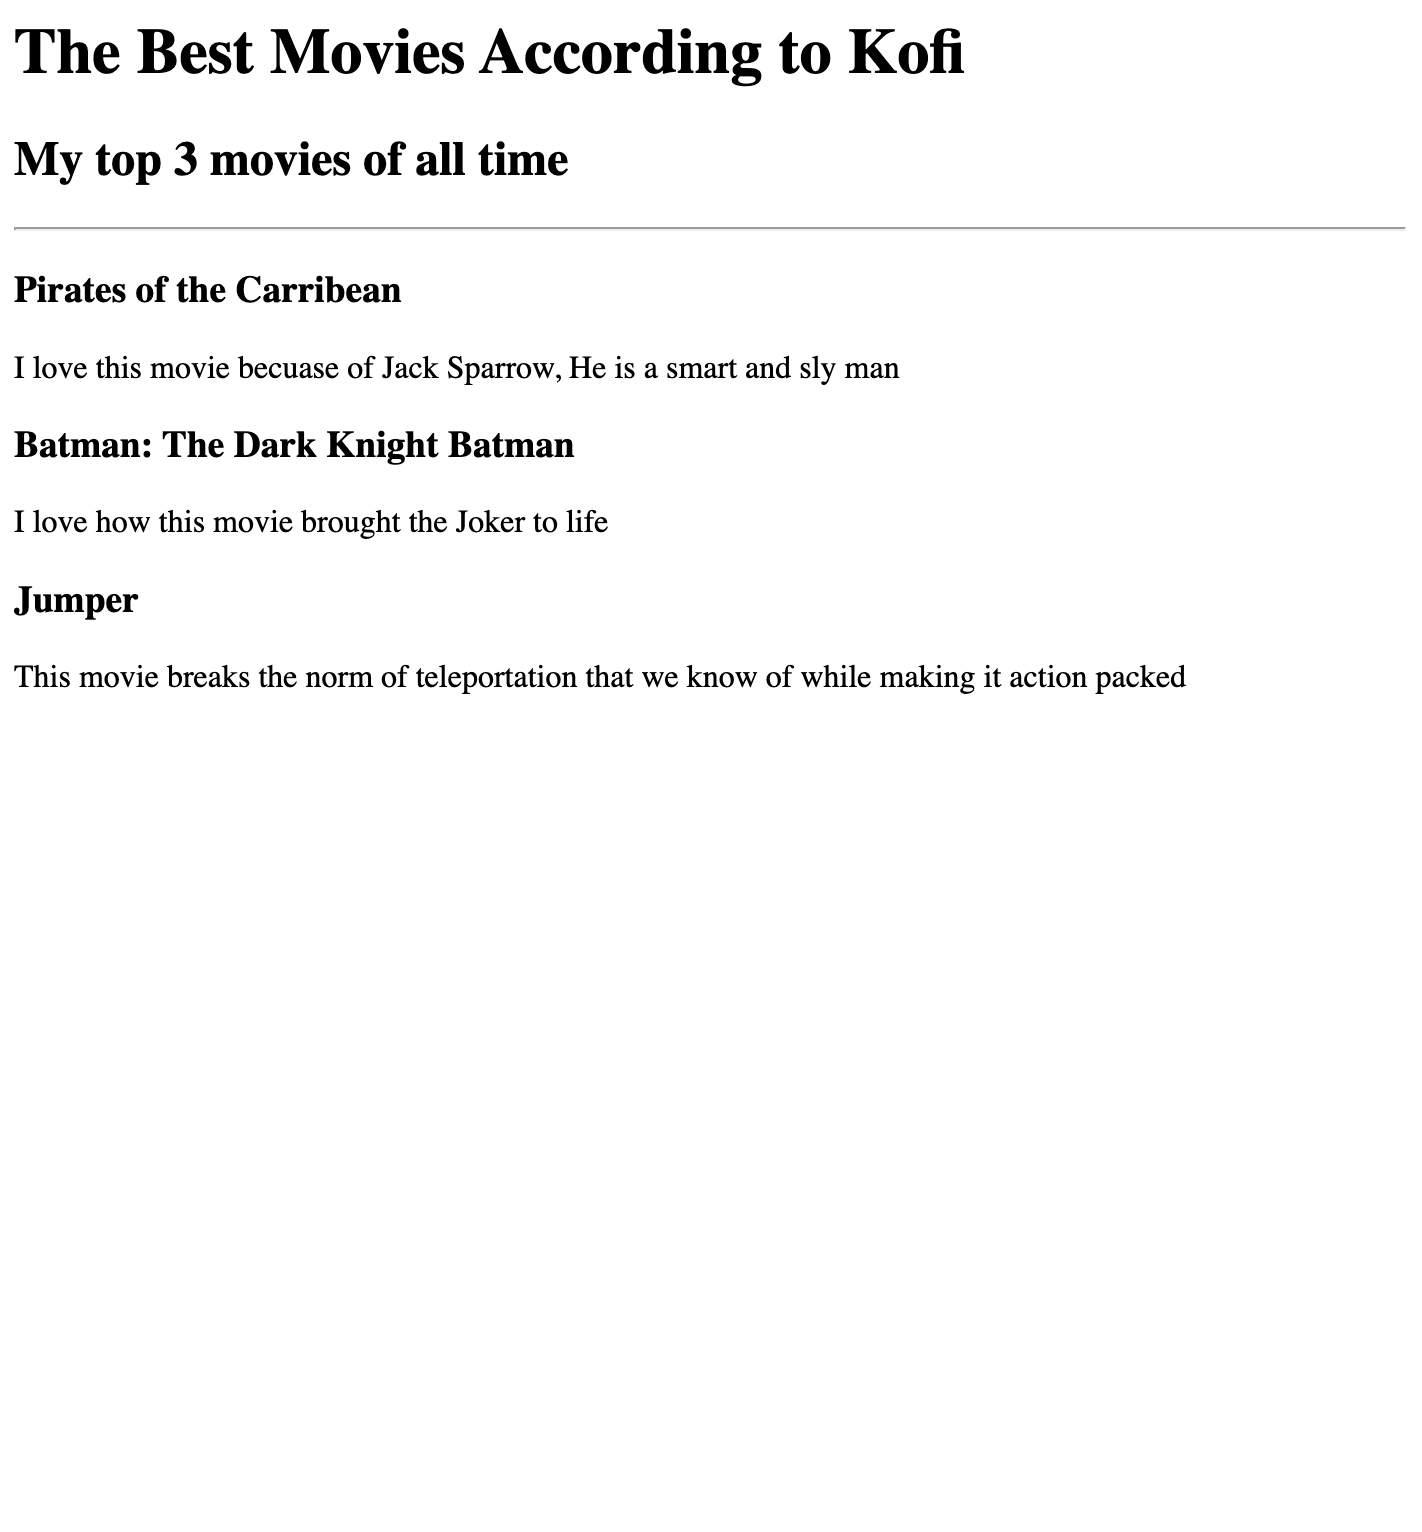 The Best Movies According to Kofi
My top 3 movies of all time
Pirates of the Carribean
I love this movie becuase of Jack Sparrow, He is a smart and sly man
Batman: The Dark Knight Batman
I love how this movie brought the Joker to life
Jumper
This movie breaks the norm of teleportation that we know of while making it action packed